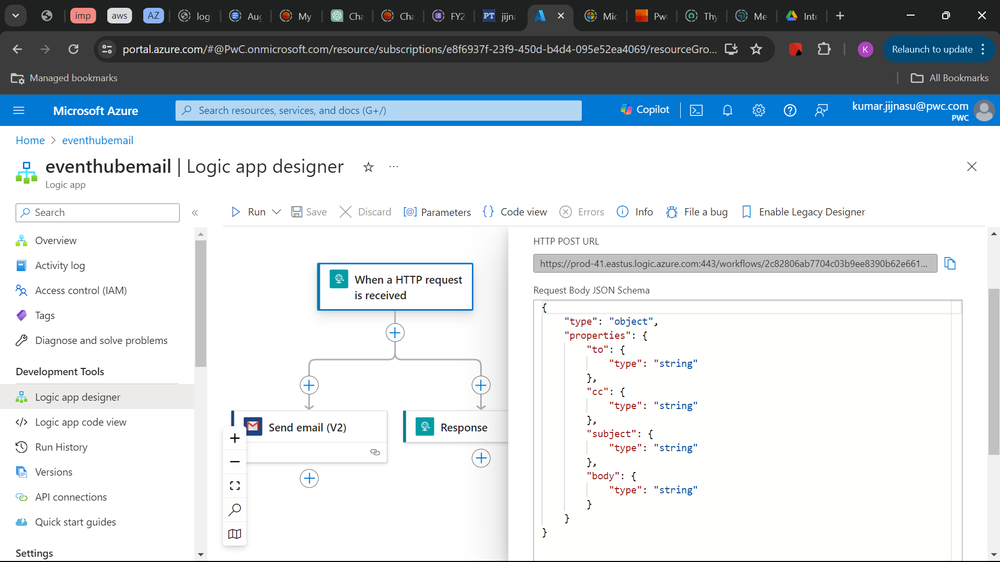 imp
aws
AZ
logi
Aug
My
Cha
Cha
FY2
PT
jijna
Mic
Pwc
Thy
Me
Inte
portal.azure.com/#@PwC.onmicrosoft.com/resource/subscriptions/e8f6937f-23f9-450d-b4d4-095e52ea4069/resourceGro...
K
Relaunch to update
Managed bookmarks
All Bookmarks
Microsoft Azure
Search resources, services, and docs (G+/)
Copilot
kumar.jijnasu@pwc.com
PWC
Home > eventhubemail
eventhubemail | Logic app designer
...
Logic app
Search
«
Run
Save
Discard
[@] Parameters
{} Code view
Errors
Info
File a bug
Enable Legacy Designer
Overview
Activity log
Access control (IAM)
Tags
Diagnose and solve problems
Development Tools
Logic app designer
Logic app code view
Run History
Versions
API connections
Quick start guides
Settings
When a HTTP request
is received
Send email (V2)
Response
HTTP POST URL
https://prod-41.eastus.logic.azure.com:443/workflows/2c82806ab7704c03b9ee8390b62e661...
Request Body JSON Schema
{
"type": "object",
"properties": {
"to": {
"type": "string"
},
"cc": {
"type": "string"
},
"subject": {
"type": "string"
},
"body": {
"type": "string"
}
}
}